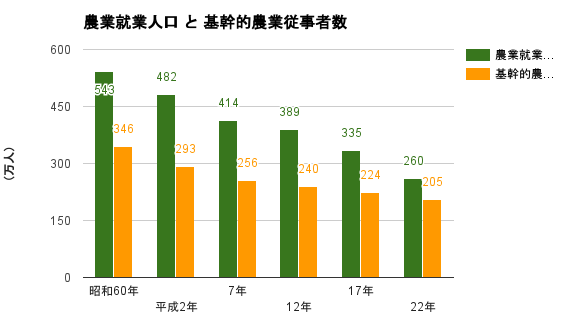 農業就業人口 と 基幹的農業従事者数
(万人)
600
450
300
150
0
543
482
414
389
335
260
346
293
256
240
224
205
昭和60年
平成2年
7年
12年
17年
22年
農業就業...
基幹的農...